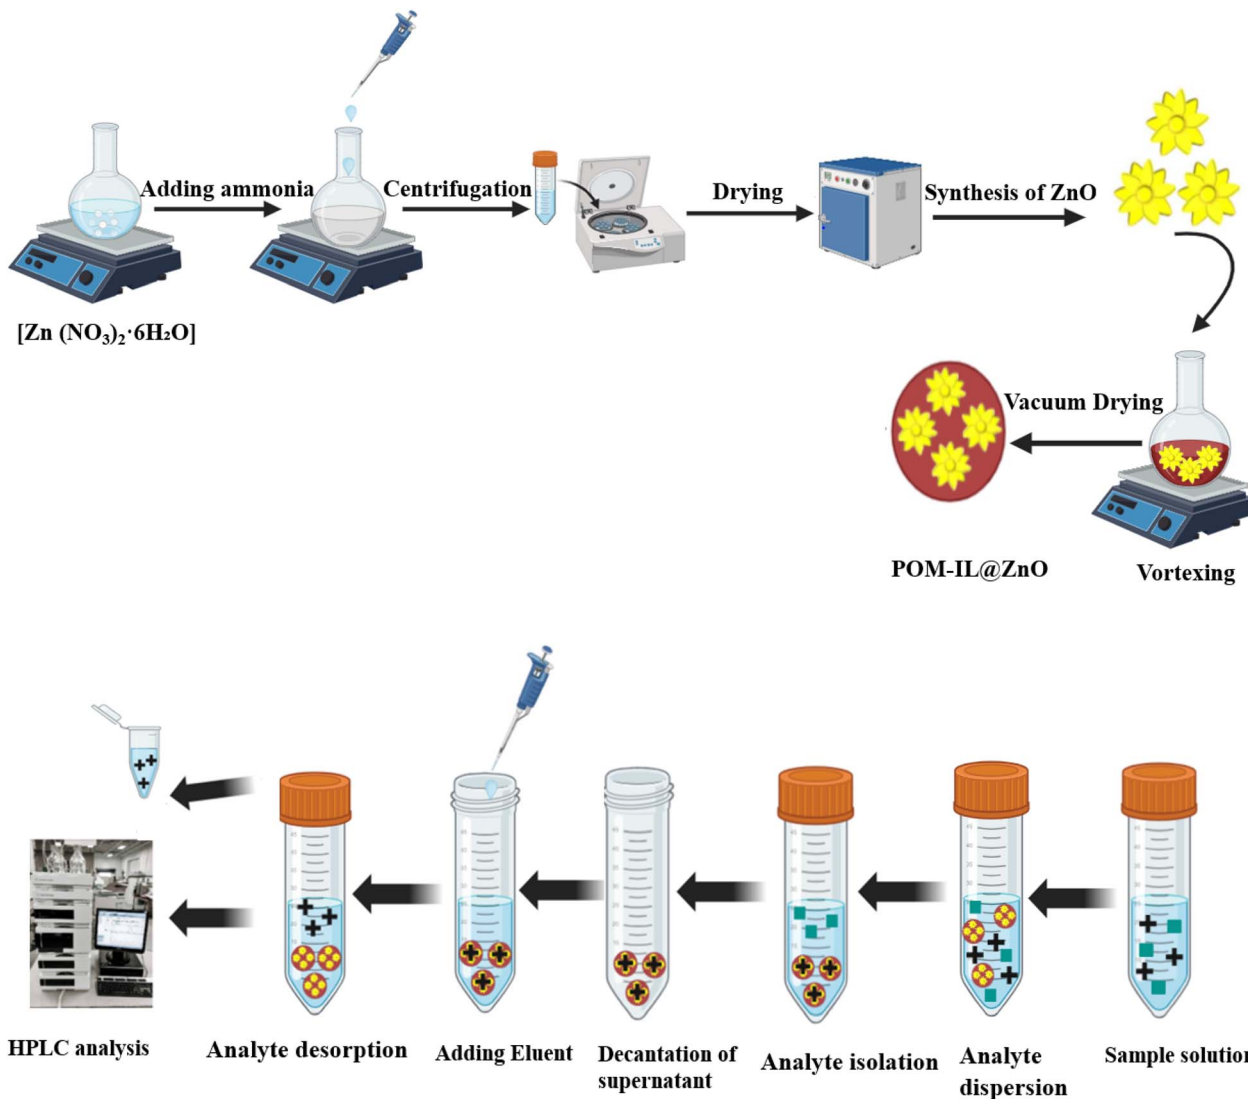 Adding ammonia
Centrifugation
Drying
Synthesis of ZnO
[Zn (NO₃)₂·6H₂O]
Vacuum Drying
POM-IL@ZnO
Vortexing
HPLC analysis
Analyte desorption
Adding Eluent
Decantation of
supernatant
Analyte isolation
Analyte
dispersion
Sample solution